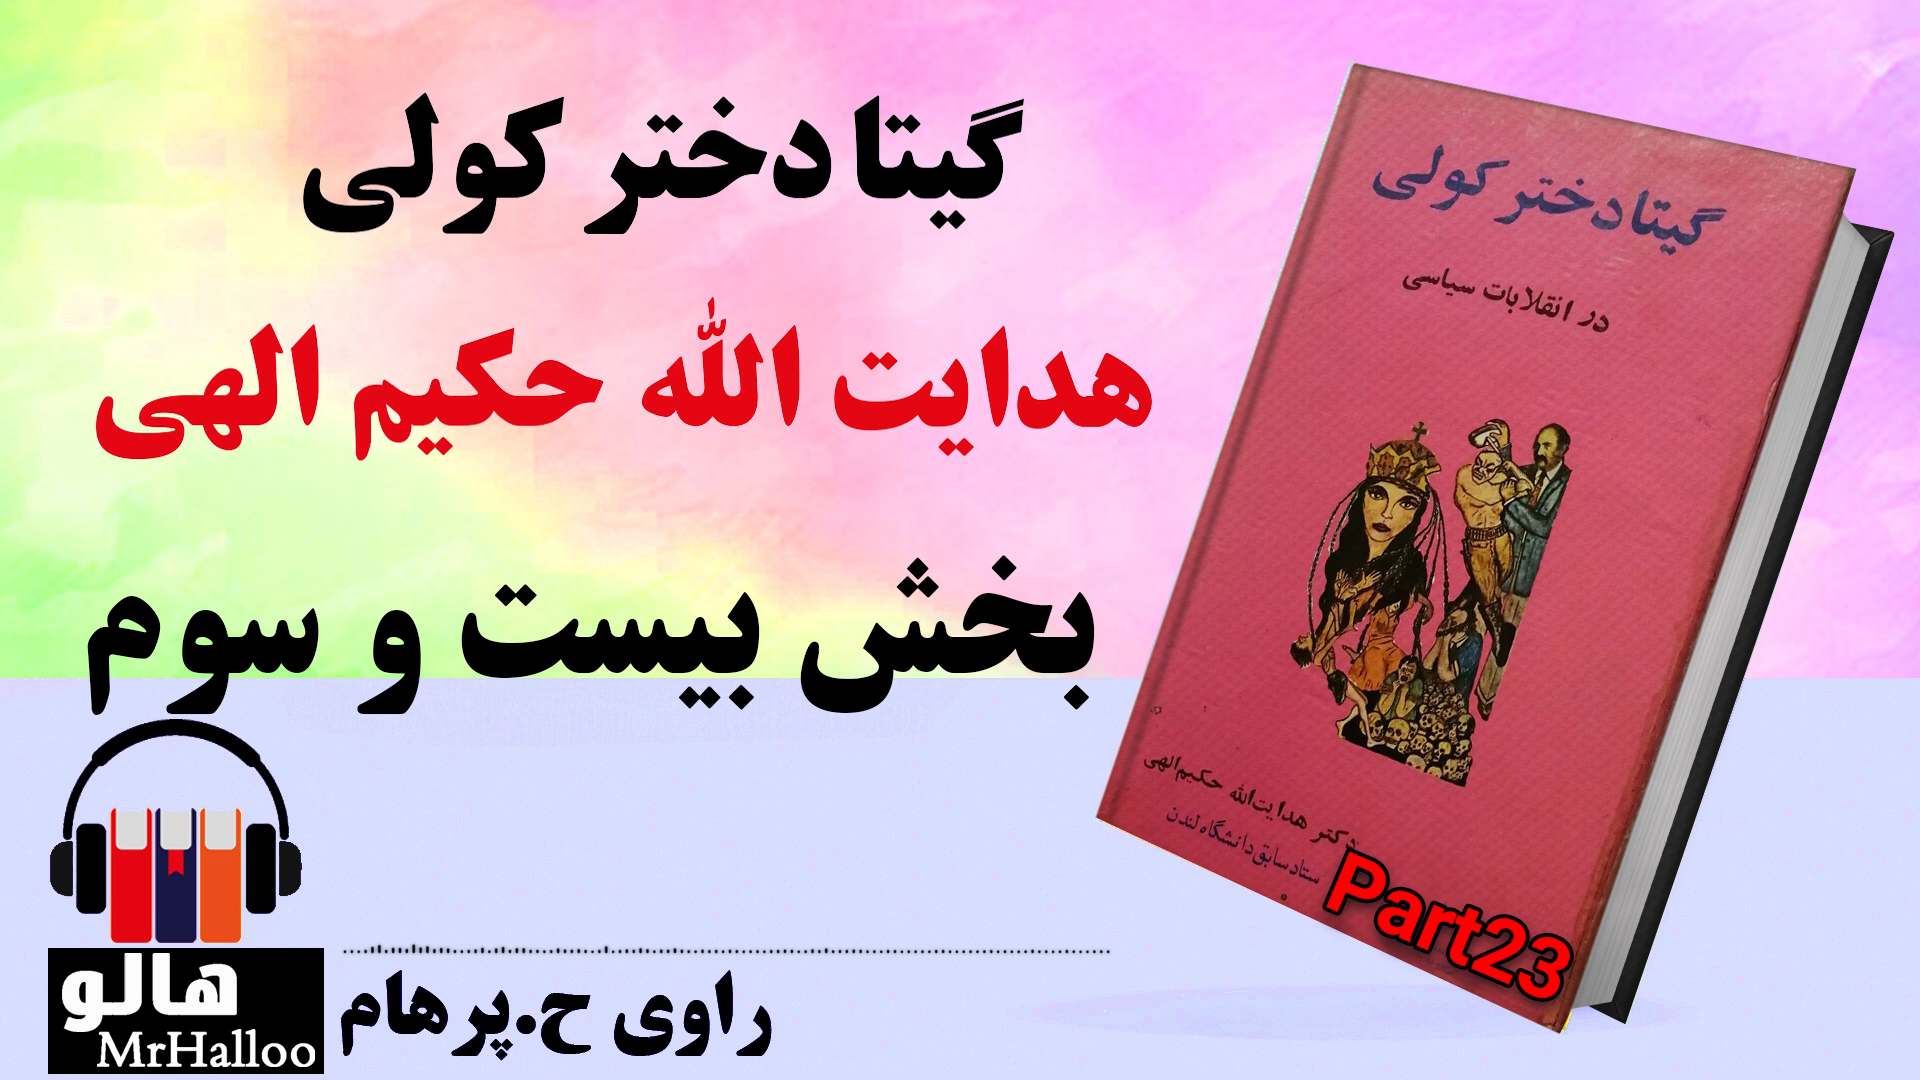 گیتا دختر کولی
هدایت الله حکیم الهی
بخش بیست و سوم
هالو
MrHalloo
راوی ح.پرهام
گیتا دختر کولی
در انقلابات سیاسی
دکتر هدایت‌الله حکیم‌الهی
ستاد سابق دانشگاه لندن
Part23